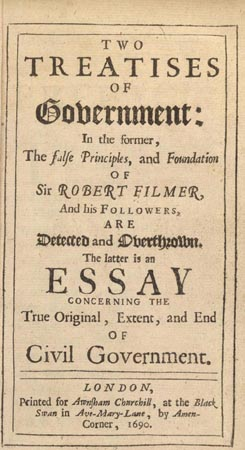 TWO
TREATISES
OF
Government:
In the former,
The false Principles, and Foundation
OF
Sir ROBERT FILMER,
And his FOLLOWERS,
ARE
Detected and Overthrown.
The latter is an
ESSAY
CONCERNING THE
True Original, Extent, and End
OF
Civil Government.
LONDON,
Printed for Awnsham Churchill, at the Black
Swan in Ave-Mary-Lane, by Amen-
Corner, 1690.